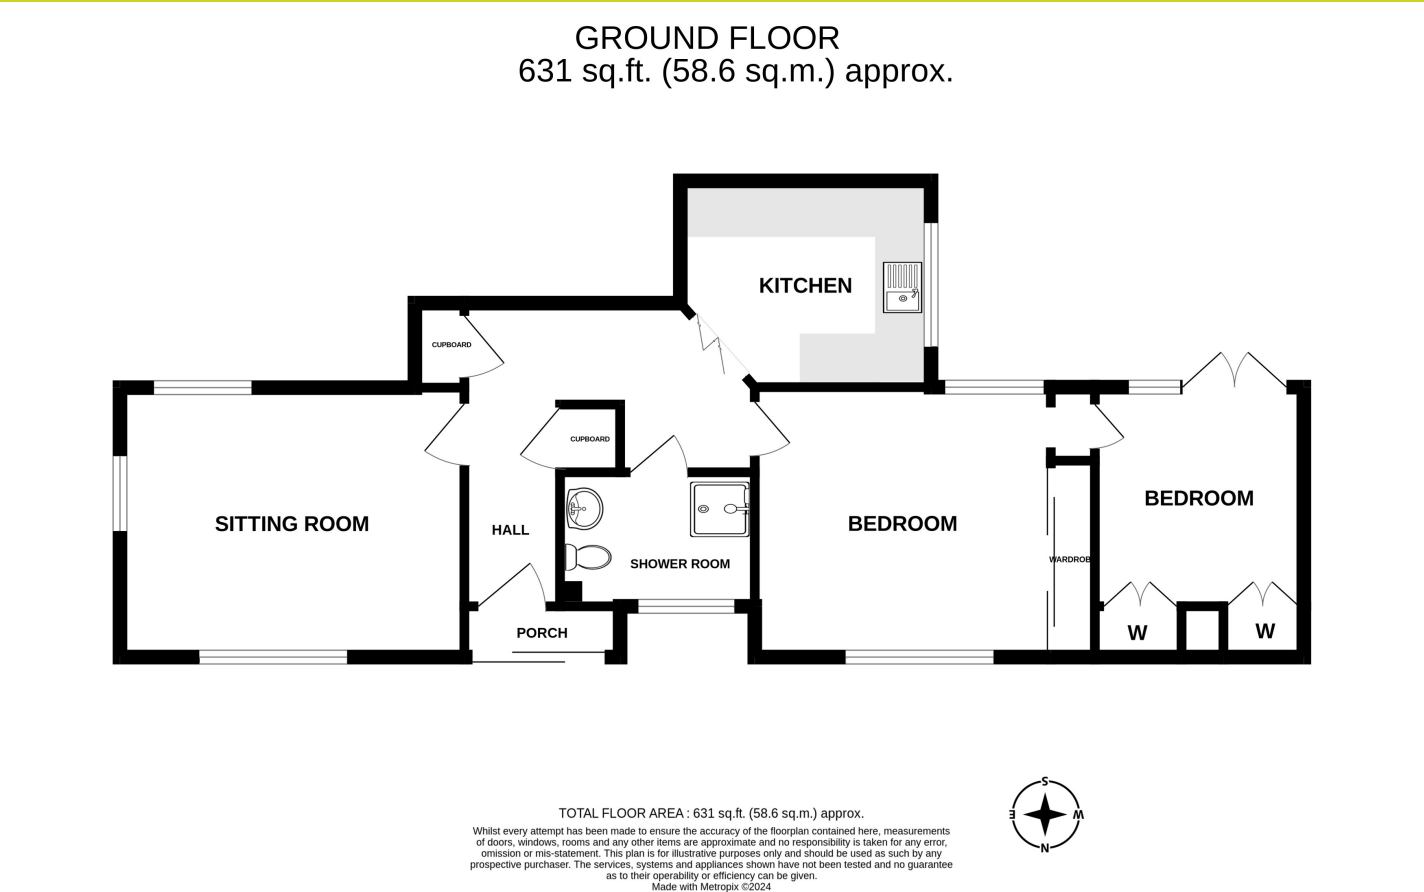 GROUND FLOOR
631 sq.ft. (58.6 sq.m.) approx.
KITCHEN
CUPBOARD
CUPBOARD
SITTING ROOM
HALL
SHOWER ROOM
BEDROOM
WARDROB
BEDROOM
PORCH
W
W
S
E
W
N
TOTAL FLOOR AREA : 631 sq.ft. (58.6 sq.m.) approx.
Whilst every attempt has been made to ensure the accuracy of the floorplan contained here, measurements
of doors, windows, rooms and any other items are approximate and no responsibility is taken for any error,
omission or mis-statement. This plan is for illustrative purposes only and should be used as such by any
prospective purchaser. The services, systems and appliances shown have not been tested and no guarantee
as to their operability or efficiency can be given.
Made with Metropix ©2024